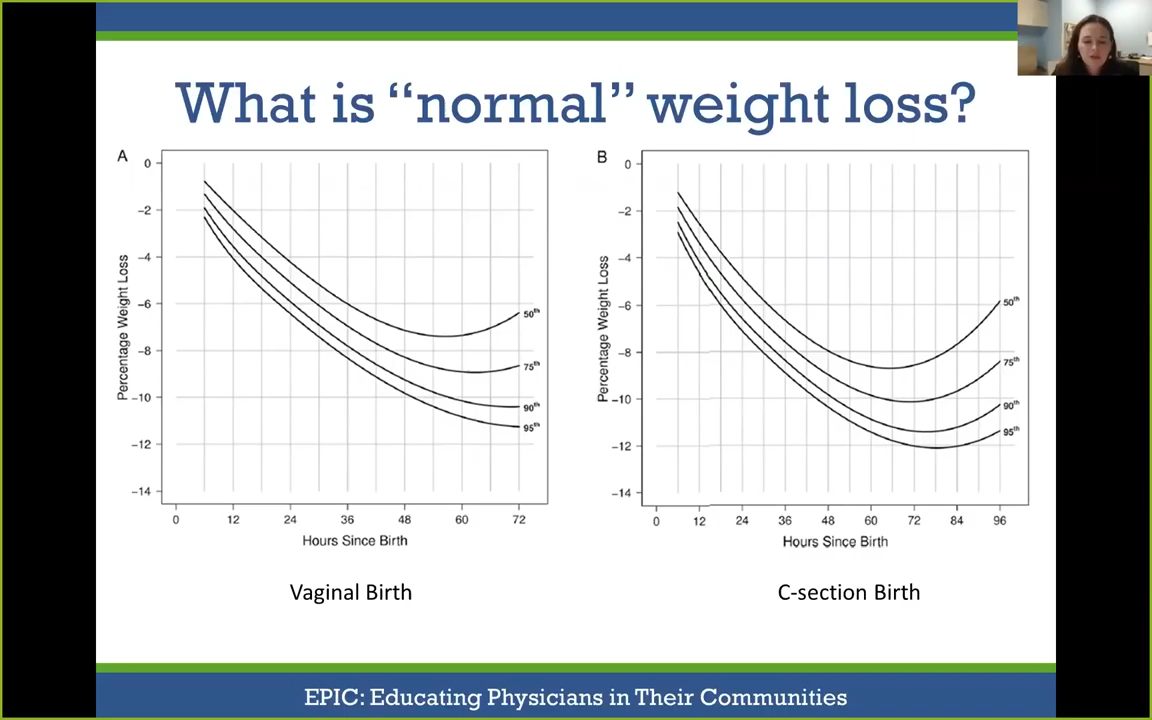 What is “normal” weight loss?
A
0
−2
−4
−6
−8
−10
−12
−14
Percentage Weight Loss
50th
75th
90th
95th
0 12 24 36 48 60 72
Hours Since Birth
Vaginal Birth
B
0
−2
−4
−6
−8
−10
−12
−14
Percentage Weight Loss
50th
75th
90th
95th
0 12 24 36 48 60 72 84 96
Hours Since Birth
C-section Birth
EPIC: Educating Physicians in Their Communities